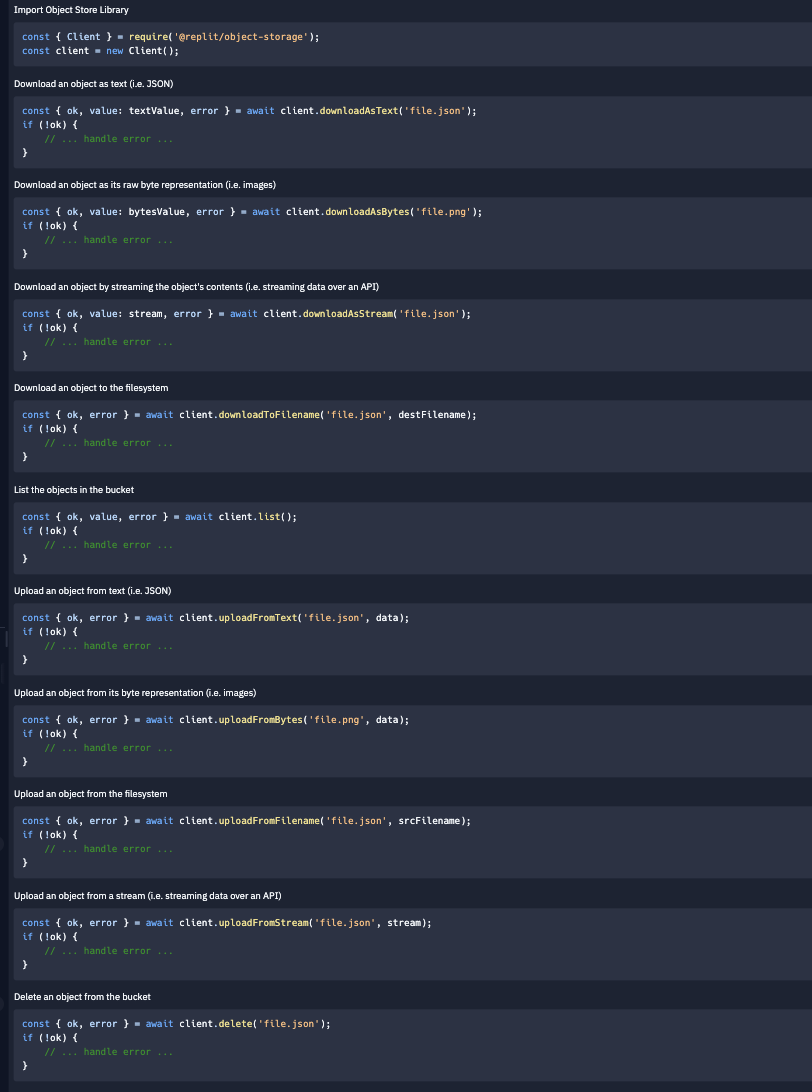 Import Object Store Library
const { Client } = require('@replit/object-storage');
const client = new Client();
Download an object as text (i.e. JSON)
const { ok, value: textValue, error } = await client.downloadAsText('file.json');
if (!ok) {
    // ... handle error ...
}
Download an object as its raw byte representation (i.e. images)
const { ok, value: bytesValue, error } = await client.downloadAsBytes('file.png');
if (!ok) {
    // ... handle error ...
}
Download an object by streaming the object's contents (i.e. streaming data over an API)
const { ok, value: stream, error } = await client.downloadAsStream('file.json');
if (!ok) {
    // ... handle error ...
}
Download an object to the filesystem
const { ok, error } = await client.downloadToFilename('file.json', destFilename);
if (!ok) {
    // ... handle error ...
}
List the objects in the bucket
const { ok, value, error } = await client.list();
if (!ok) {
    // ... handle error ...
}
Upload an object from text (i.e. JSON)
const { ok, error } = await client.uploadFromText('file.json', data);
if (!ok) {
    // ... handle error ...
}
Upload an object from its byte representation (i.e. images)
const { ok, error } = await client.uploadFromBytes('file.png', data);
if (!ok) {
    // ... handle error ...
}
Upload an object from the filesystem
const { ok, error } = await client.uploadFromFilename('file.json', srcFilename);
if (!ok) {
    // ... handle error ...
}
Upload an object from a stream (i.e. streaming data over an API)
const { ok, error } = await client.uploadFromStream('file.json', stream);
if (!ok) {
    // ... handle error ...
}
Delete an object from the bucket
const { ok, error } = await client.delete('file.json');
if (!ok) {
    // ... handle error ...
}